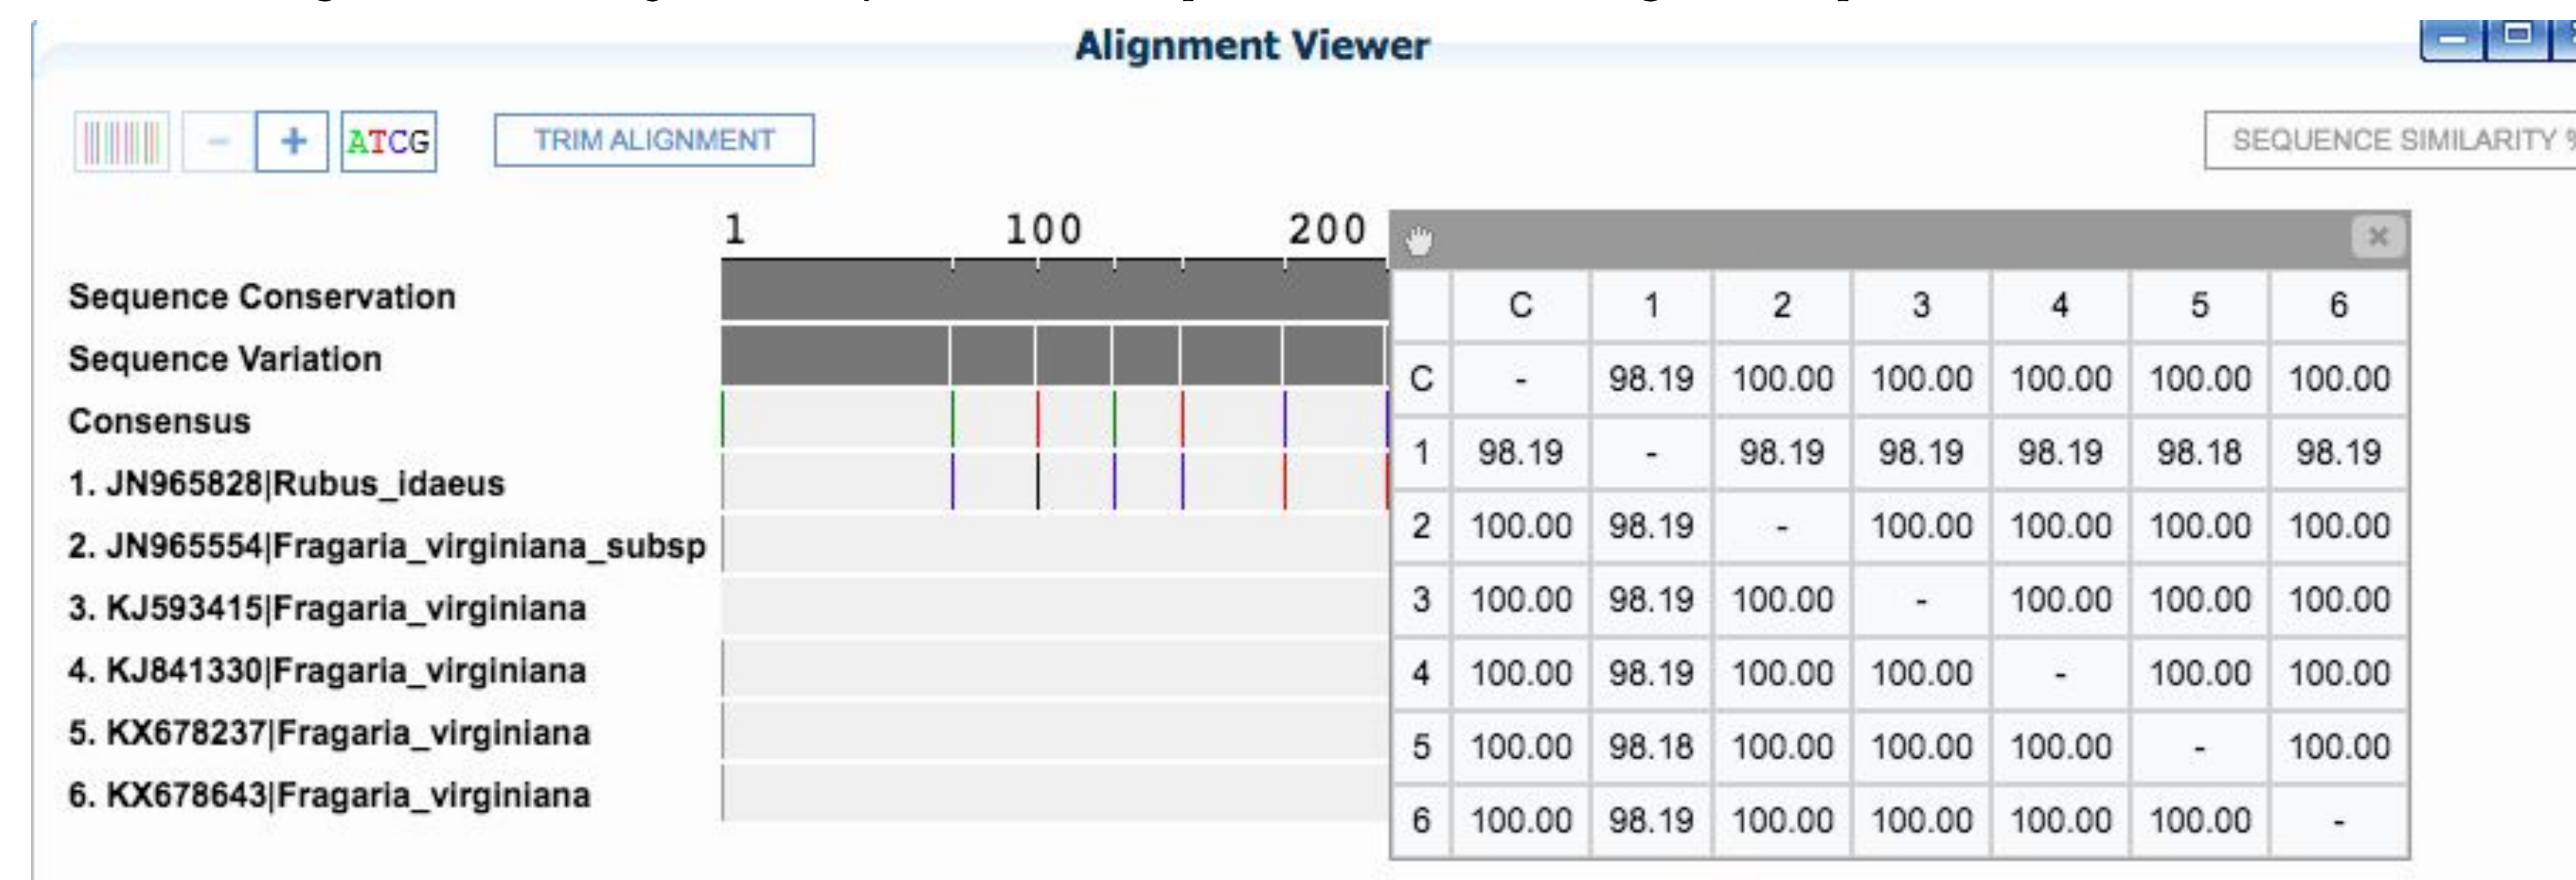 Alignment Viewer
- + ATCG TRIM ALIGNMENT SEQUENCE SIMILARITY %
1 100 200
Sequence Conservation
Sequence Variation
Consensus
1. JN965828|Rubus_idaeus
2. JN965554|Fragaria_virginiana_subsp
3. KJ593415|Fragaria_virginiana
4. KJ841330|Fragaria_virginiana
5. KX678237|Fragaria_virginiana
6. KX678643|Fragaria_virginiana
C 1 2 3 4 5 6
C - 98.19 100.00 100.00 100.00 100.00 100.00
1 98.19 - 98.19 98.19 98.19 98.18 98.19
2 100.00 98.19 - 100.00 100.00 100.00 100.00
3 100.00 98.19 100.00 - 100.00 100.00 100.00
4 100.00 98.19 100.00 100.00 - 100.00 100.00
5 100.00 98.18 100.00 100.00 100.00 - 100.00
6 100.00 98.19 100.00 100.00 100.00 100.00 -